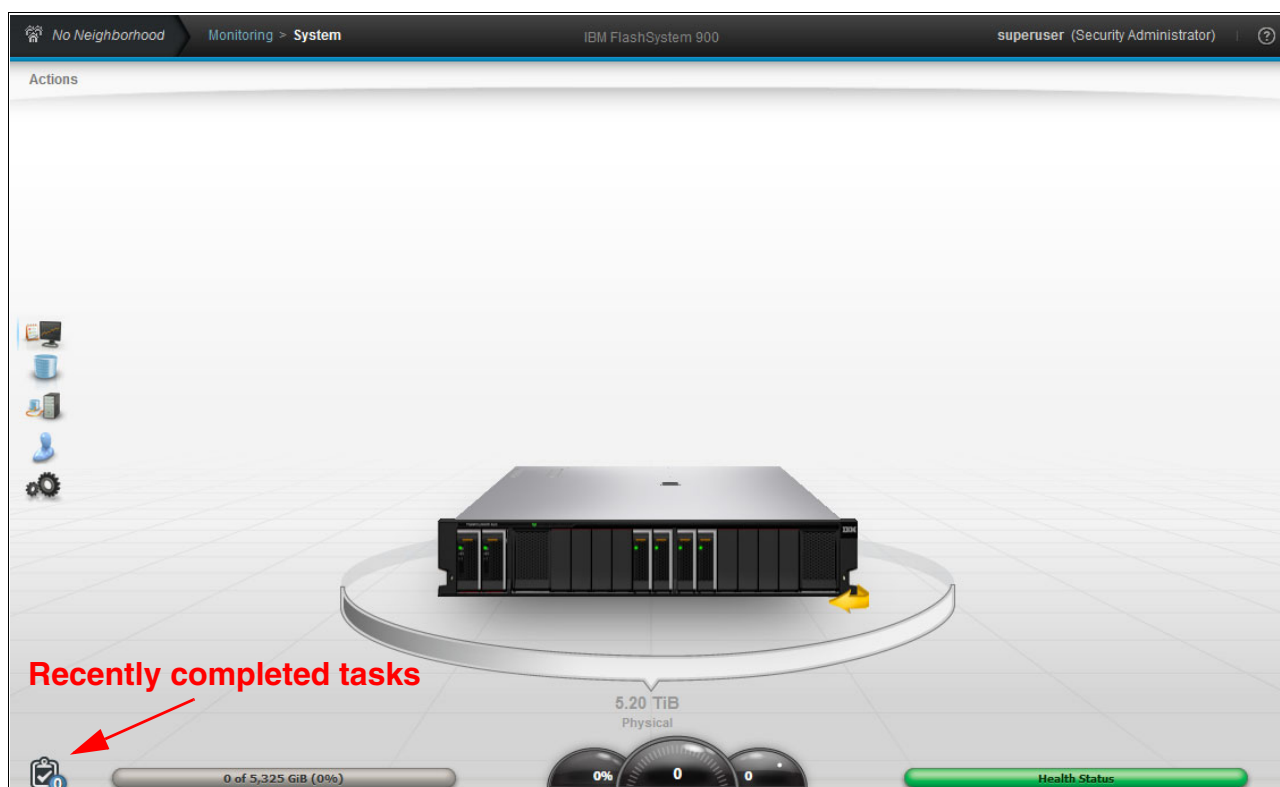 No Neighborhood Monitoring > System IBM FlashSystem 900 superuser (Security Administrator) | ?
Actions
IBM
Recently completed tasks
5.20 TiB
Physical
0
0 of 5,325 GiB (0%) 0% 0 0 Health Status